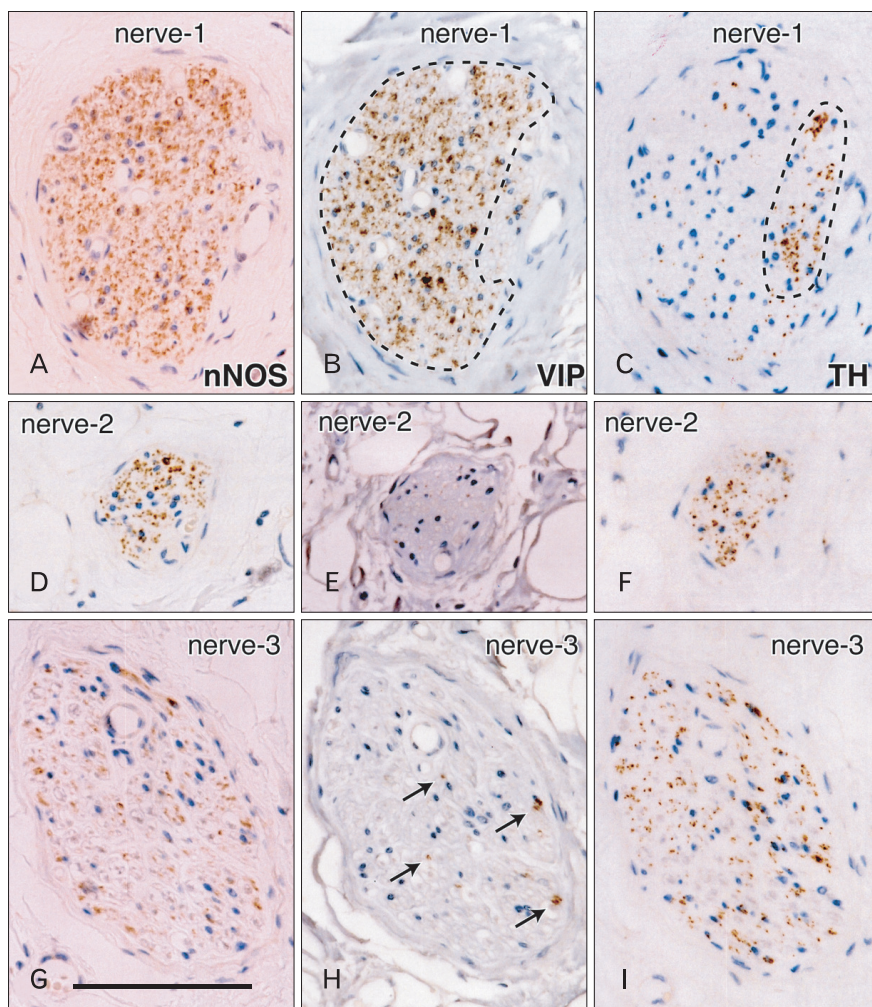 nerve-1
nerve-1
nerve-1
A
nNOS
B
VIP
C
TH
nerve-2
nerve-2
nerve-2
D
E
F
nerve-3
nerve-3
nerve-3
G
H
I